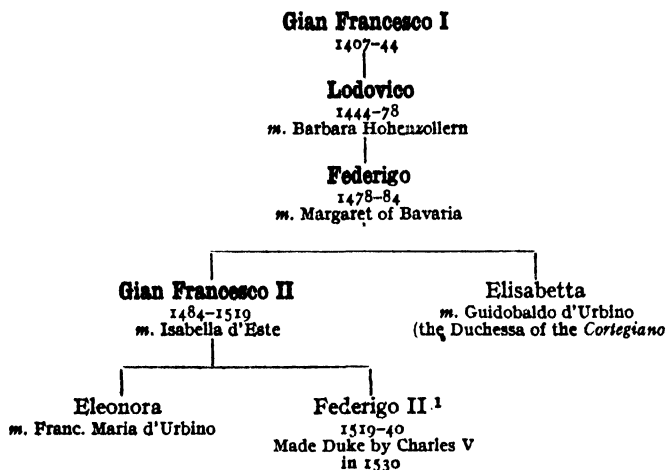 Gian Francesco I
1407–44
Lodovico
1444–78
m. Barbara Hohenzollern
Federigo
1478–84
m. Margaret of Bavaria
Gian Francesco II
1484–1519
m. Isabella d'Este
Elisabetta
m. Guidobaldo d'Urbino
(the Duchessa of the Cortegiano
Eleonora
m. Franc. Maria d'Urbino
Federigo II.¹
1519–40
Made Duke by Charles V
in 1530